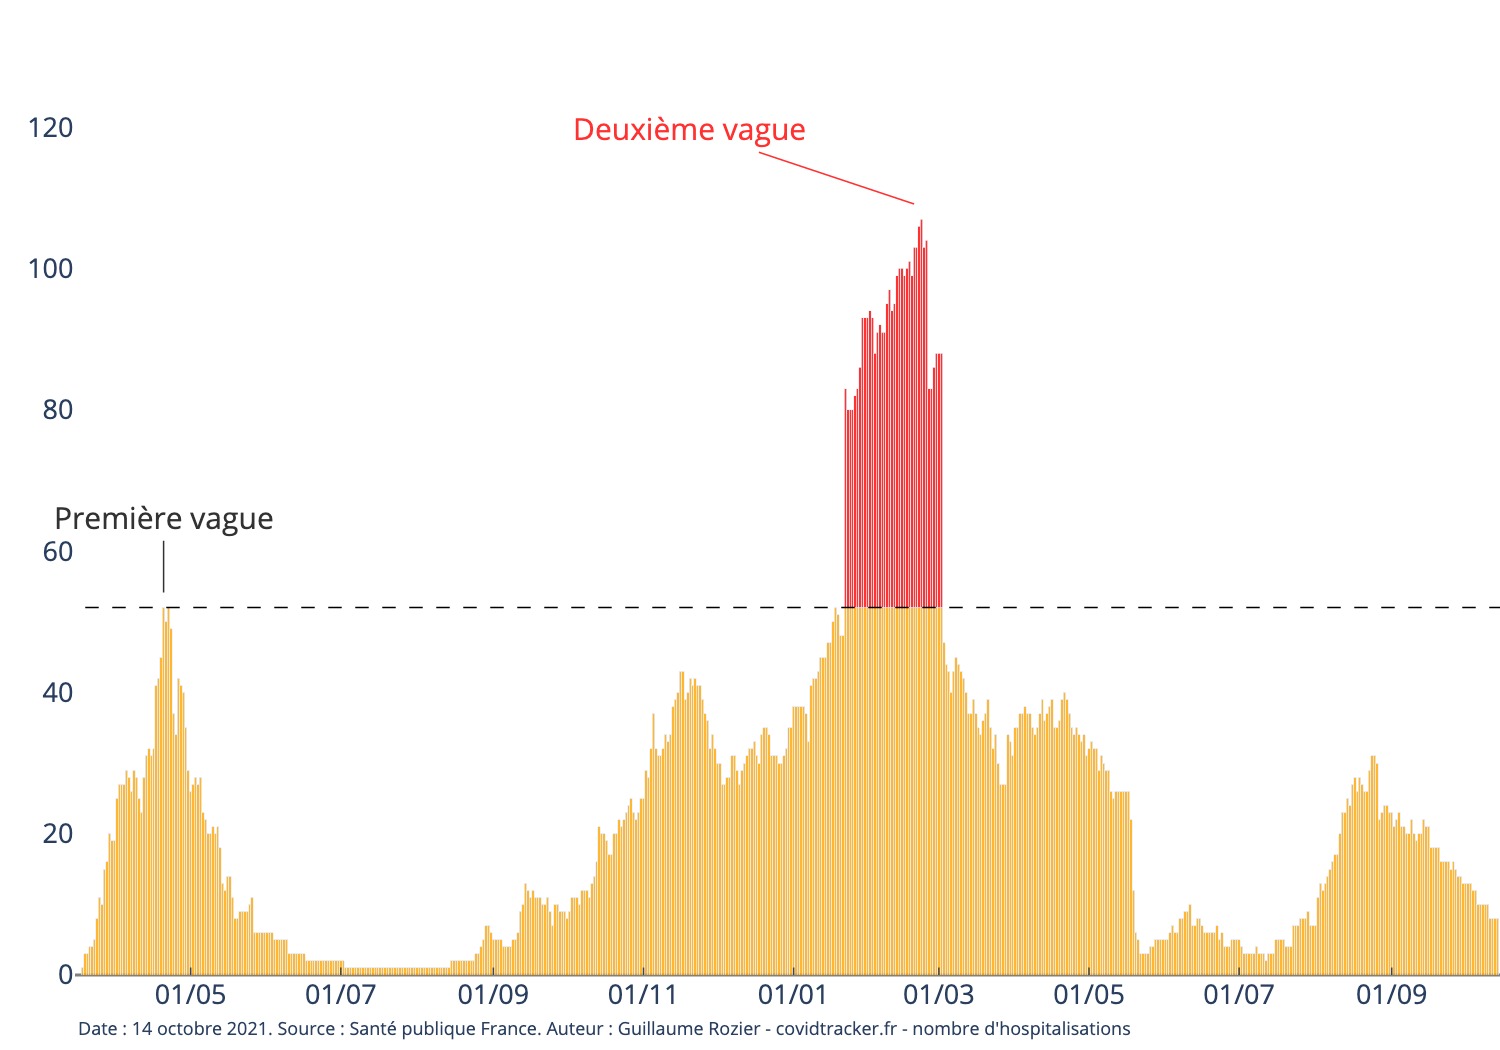 120
Deuxième vague
100
80
Première vague
60
40
20
0
01/05 01/07 01/09 01/11 01/01 01/03 01/05 01/07 01/09
Date : 14 octobre 2021. Source : Santé publique France. Auteur : Guillaume Rozier - covidtracker.fr - nombre d'hospitalisations